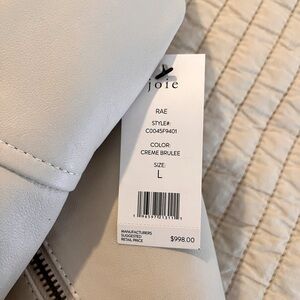 joie
RAE
STYLE#:
C0045F9401
COLOR:
CREME BRULEE
SIZE:
L
MANUFACTURERS
SUGGESTED
RETAIL PRICE
$998.00